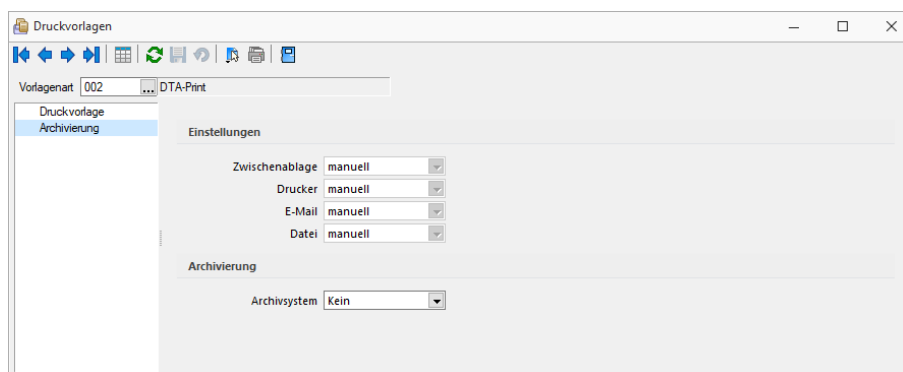 Druckvorlagen
Vorlagenart 002 ... DTA-Print
Druckvorlage
Archivierung
Einstellungen
Zwischenablage manuell
Drucker manuell
E-Mail manuell
Datei manuell
Archivierung
Archivsystem Kein